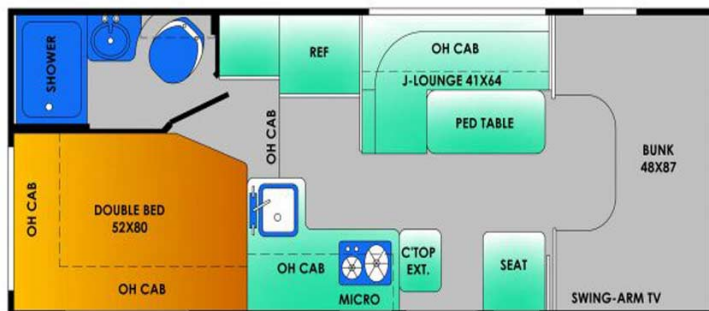 SHOWER
REF
OH CAB
J-LOUNGE 41X64
PED TABLE
OH CAB
BUNK
48X87
OH CAB
DOUBLE BED
52X80
OH CAB
OH CAB
MICRO
C'TOP
EXT.
SEAT
SWING-ARM TV